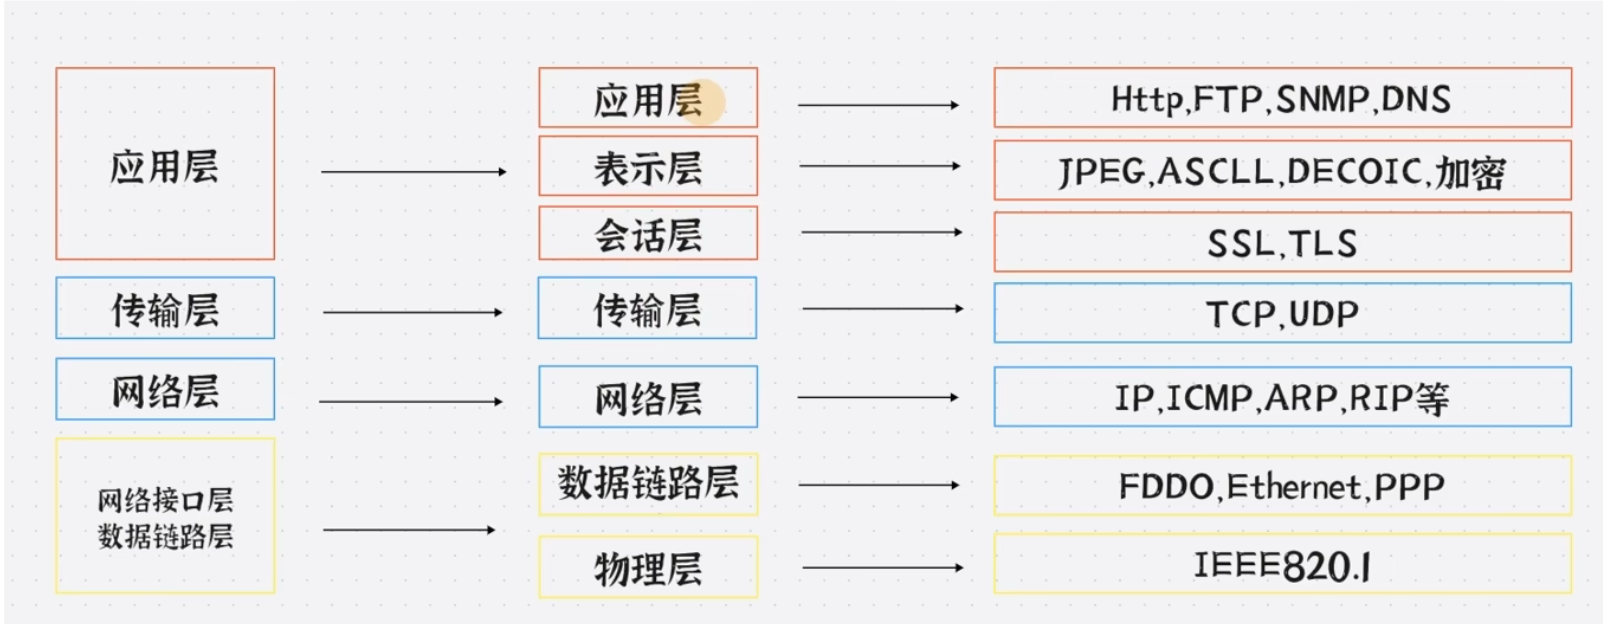 应用层
传输层
网络层
网络接口层
数据链路层
应用层
表示层
会话层
传输层
网络层
数据链路层
物理层
Http,FTP,SNMP,DNS
JPEG,ASCLL,DECOIC,加密
SSL,TLS
TCP,UDP
IP,ICMP,ARP,RIP等
FDDO,Ethernet,PPP
IEEE820.1